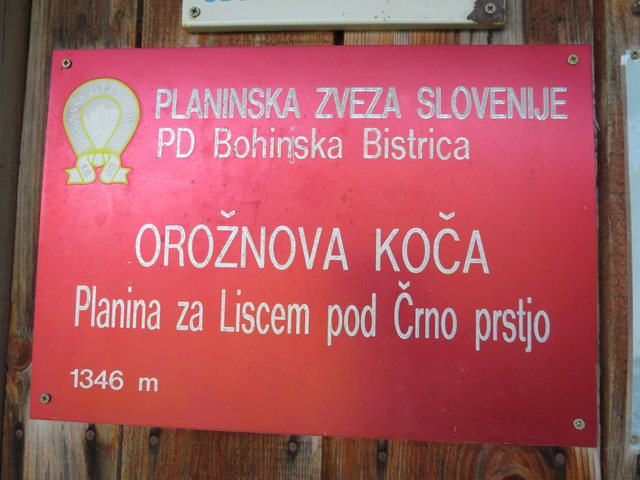 PLANINSKA ZVEZA SLOVENIJE
PD Bohinjska Bistrica
OROŽNOVA KOČA
Planina za Liscem pod Črno prstjo
1346 m